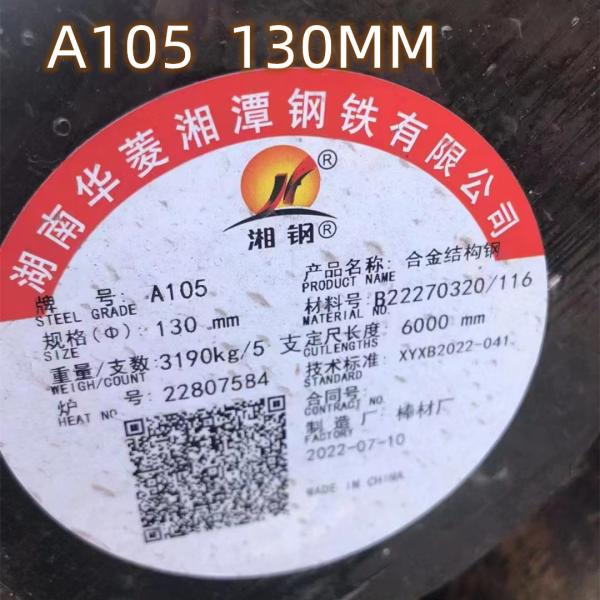 A105 130MM
湖南华菱湘潭钢铁有限公司
®
湘钢®
牌 号: A105
STEEL GRADE
规格(Φ): 130 mm
SIZE
重量/支数: 3190kg/5 支
WEIGH/COUNT
炉 号: 22807584
HEAT NO
产品名称: 合金结构钢
PRODUCT NAME
材料号: B22270320/116
MATERIAL NO.
定尺长度: 6000 mm
CUTLENGTHS
技术标准: XYXB2022-041
STANDARD
合同号:
CONTRACT NO.
制 造 厂: 棒材厂
FACTORY
2022-07-10
MADE IN CHINA